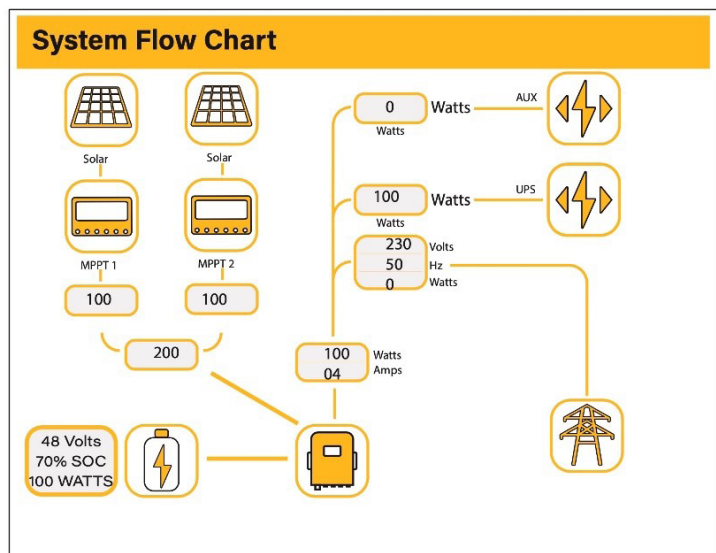 System Flow Chart
Solar
Solar
MPPT 1
MPPT 2
100
100
200
0 Watts
Watts
AUX
100 Watts
Watts
UPS
230 Volts
50 Hz
0 Watts
100 Watts
04 Amps
48 Volts
70% SOC
100 WATTS